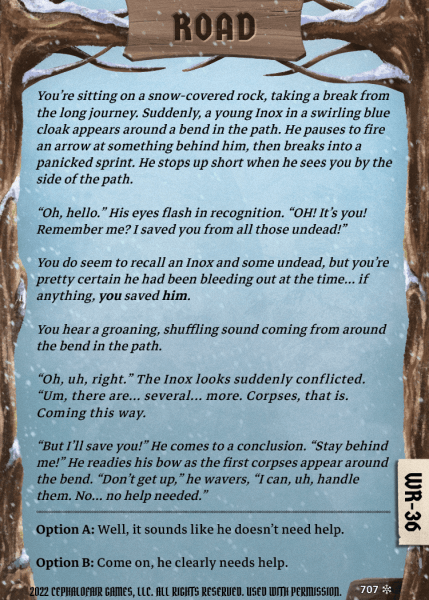 ROAD
You're sitting on a snow-covered rock, taking a break from
the long journey. Suddenly, a young Inox in a swirling blue
cloak appears around a bend in the path. He pauses to fire
an arrow at something behind him, then breaks into a
panicked sprint. He stops up short when he sees you by the
side of the path.
“Oh, hello.” His eyes flash in recognition. “OH! It's you!
Remember me? I saved you from all those undead!”
You do seem to recall an Inox and some undead, but you're
pretty certain he had been bleeding out at the time... if
anything, you saved him.
You hear a groaning, shuffling sound coming from around
the bend in the path.
“Oh, uh, right.” The Inox looks suddenly conflicted.
“Um, there are... several... more. Corpses, that is.
Coming this way.
“But I'll save you!” He comes to a conclusion. “Stay behind
me!” He readies his bow as the first corpses appear around
the bend. “Don't get up,” he wavers, “I can, uh, handle
them. No... no help needed.”
Option A: Well, it sounds like he doesn't need help.
Option B: Come on, he clearly needs help.
WR-36
2022 CEPHALOFAIR GAMES, LLC. ALL RIGHTS RESERVED. USED WITH PERMISSION.
707